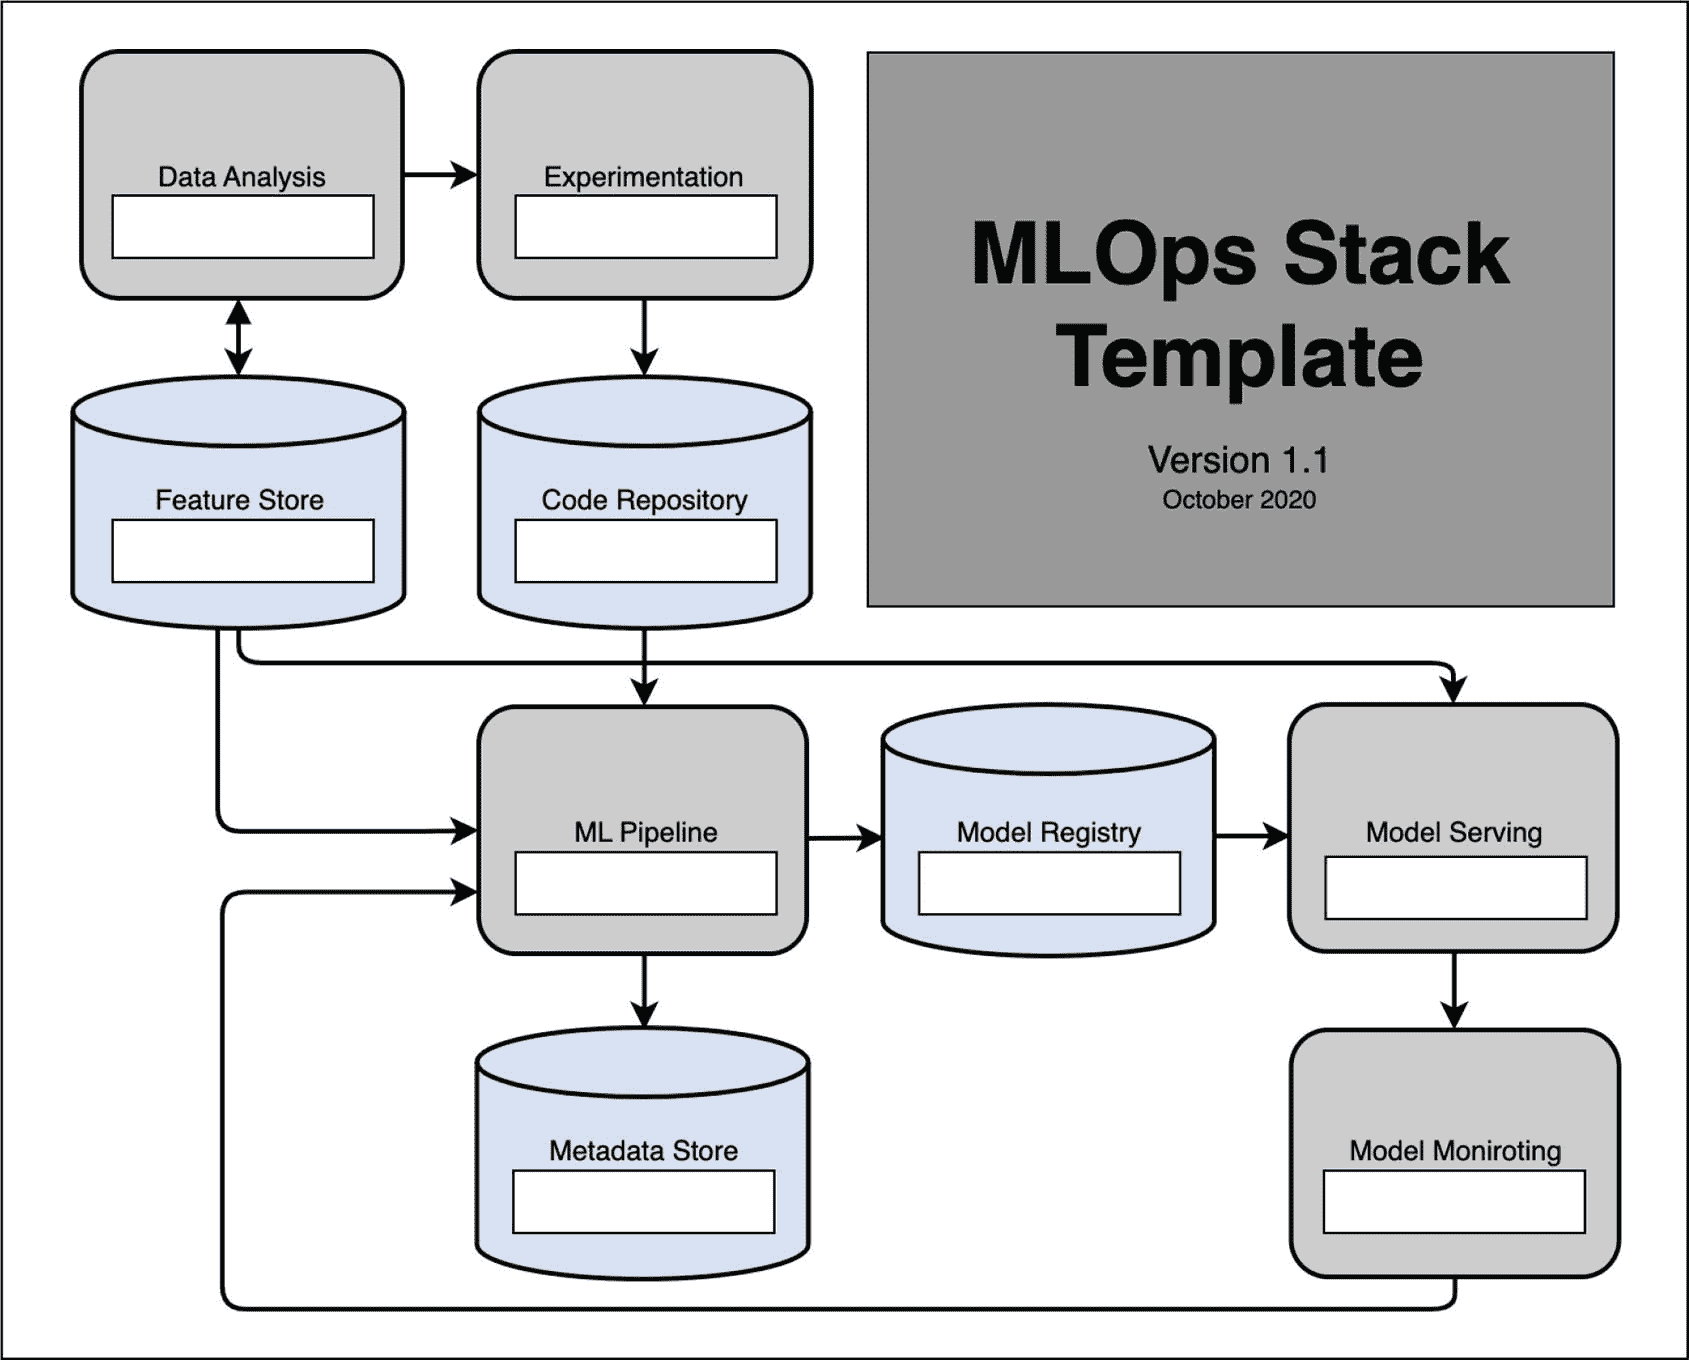 Data Analysis
Experimentation
MLOps Stack
Template
Version 1.1
October 2020
Feature Store
Code Repository
ML Pipeline
Model Registry
Model Serving
Metadata Store
Model Moniroting